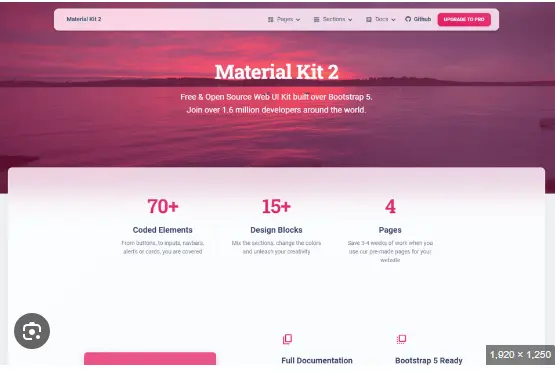 Material Kit 2
Pages
Sections
Docs
Github
UPGRADE TO PRO
Material Kit 2
Free & Open Source Web UI Kit built over Bootstrap 5.
Join over 1.6 million developers around the world.
70+
Coded Elements
From buttons, to inputs, navbars,
alerts or cards, you are covered
15+
Design Blocks
Mix the sections, change the colors
and unleash your creativity
4
Pages
Save 3-4 weeks of work when you
use our pre-made pages for your
website
Full Documentation
Bootstrap 5 Ready
1,920 × 1,250